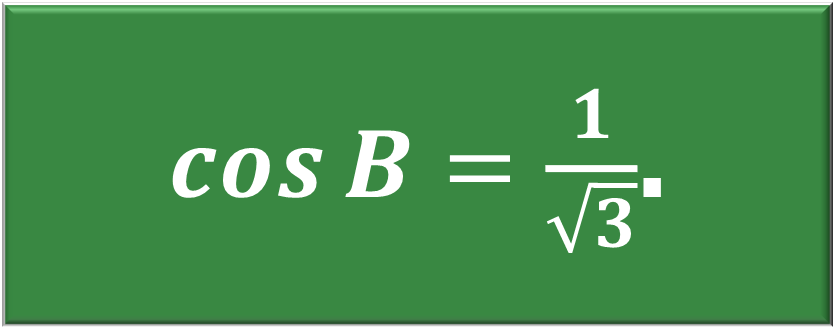 cos B = 1/√3.